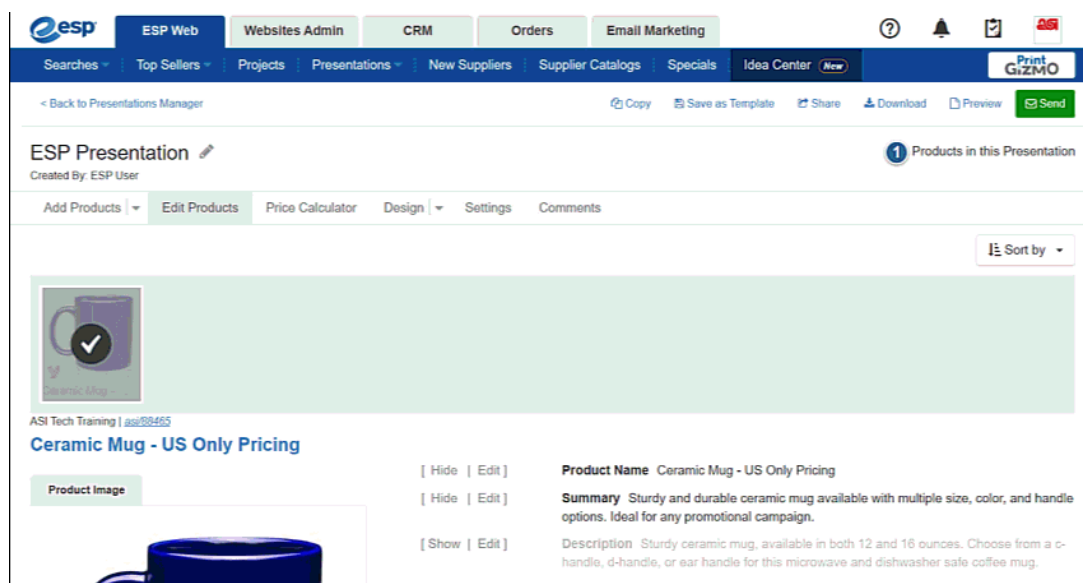 esp
ESP Web
Websites Admin
CRM
Orders
Email Marketing
asi
Searches
Top Sellers
Projects
Presentations
New Suppliers
Supplier Catalogs
Specials
Idea Center New
Print GIZMO
< Back to Presentations Manager
Copy
Save as Template
Share
Download
Preview
Send
ESP Presentation
1 Products in this Presentation
Created By: ESP User
Add Products
Edit Products
Price Calculator
Design
Settings
Comments
Sort by
Ceramic Mug -
ASI Tech Training | asi/88465
Ceramic Mug - US Only Pricing
[ Hide | Edit ]
Product Name Ceramic Mug - US Only Pricing
Product Image
[ Hide | Edit ]
Summary Sturdy and durable ceramic mug available with multiple size, color, and handle
options. Ideal for any promotional campaign.
[ Show | Edit ]
Description Sturdy ceramic mug, available in both 12 and 16 ounces. Choose from a c-
handle, d-handle, or ear handle for this microwave and dishwasher safe coffee mug.